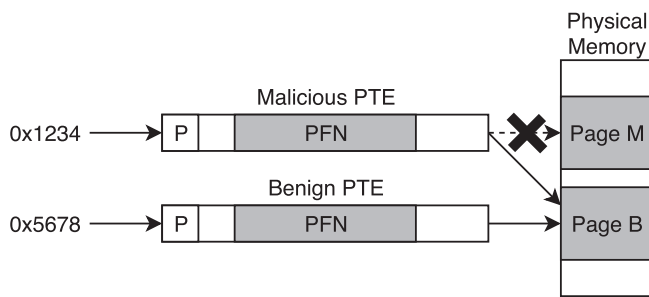 Physical
Memory
Malicious PTE
0x1234
P
PFN
Page M
Benign PTE
0x5678
P
PFN
Page B